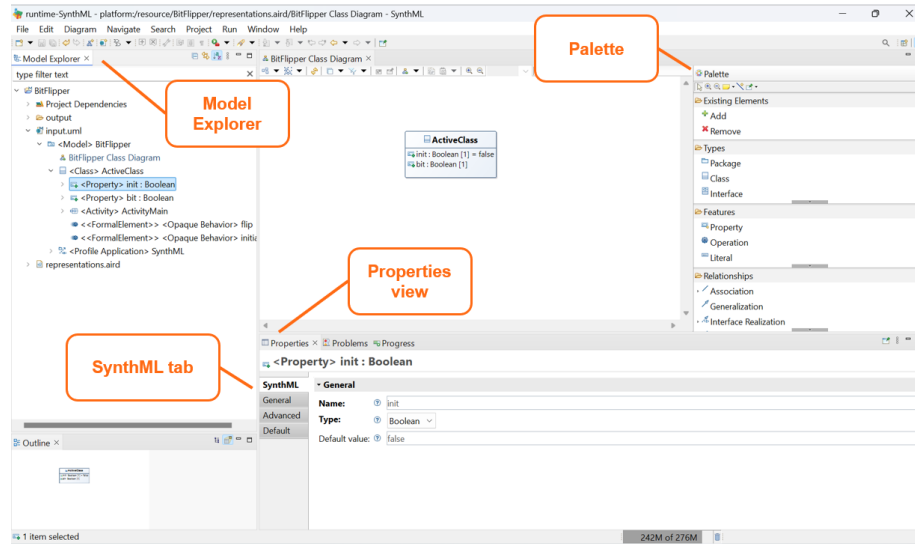 runtime-SynthML - platform:/resource/BitFlipper/representations.aird/BitFlipper Class Diagram - SynthML
File Edit Diagram Navigate Search Project Run Window Help
Palette
Model Explorer ×
BitFlipper Class Diagram ×
type filter text
Palette
BitFlipper
Project Dependencies
output
input.uml
<Model> BitFlipper
BitFlipper Class Diagram
<Class> ActiveClass
<Property> init : Boolean
<Property> bit : Boolean
<Activity> ActivityMain
<<FormalElement>> <Opaque Behavior> flip
<<FormalElement>> <Opaque Behavior> initia
<Profile Application> SynthML
representations.aird
Model
Explorer
ActiveClass
init : Boolean [1] = false
bit : Boolean [1]
Existing Elements
Add
Remove
Types
Package
Class
Interface
Features
Property
Operation
Literal
Relationships
Association
Generalization
Interface Realization
Properties
view
SynthML tab
Properties × Problems Progress
<Property> init : Boolean
SynthML
General
Advanced
Default
General
Name: init
Type: Boolean
Default value: false
Outline ×
1 item selected
242M of 276M